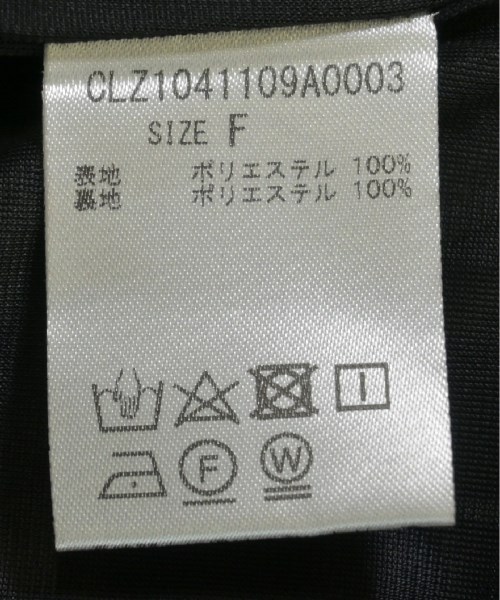 CLZ1041109A0003
SIZE F
表地 ポリエステル 100%
裏地 ポリエステル 100%
F W